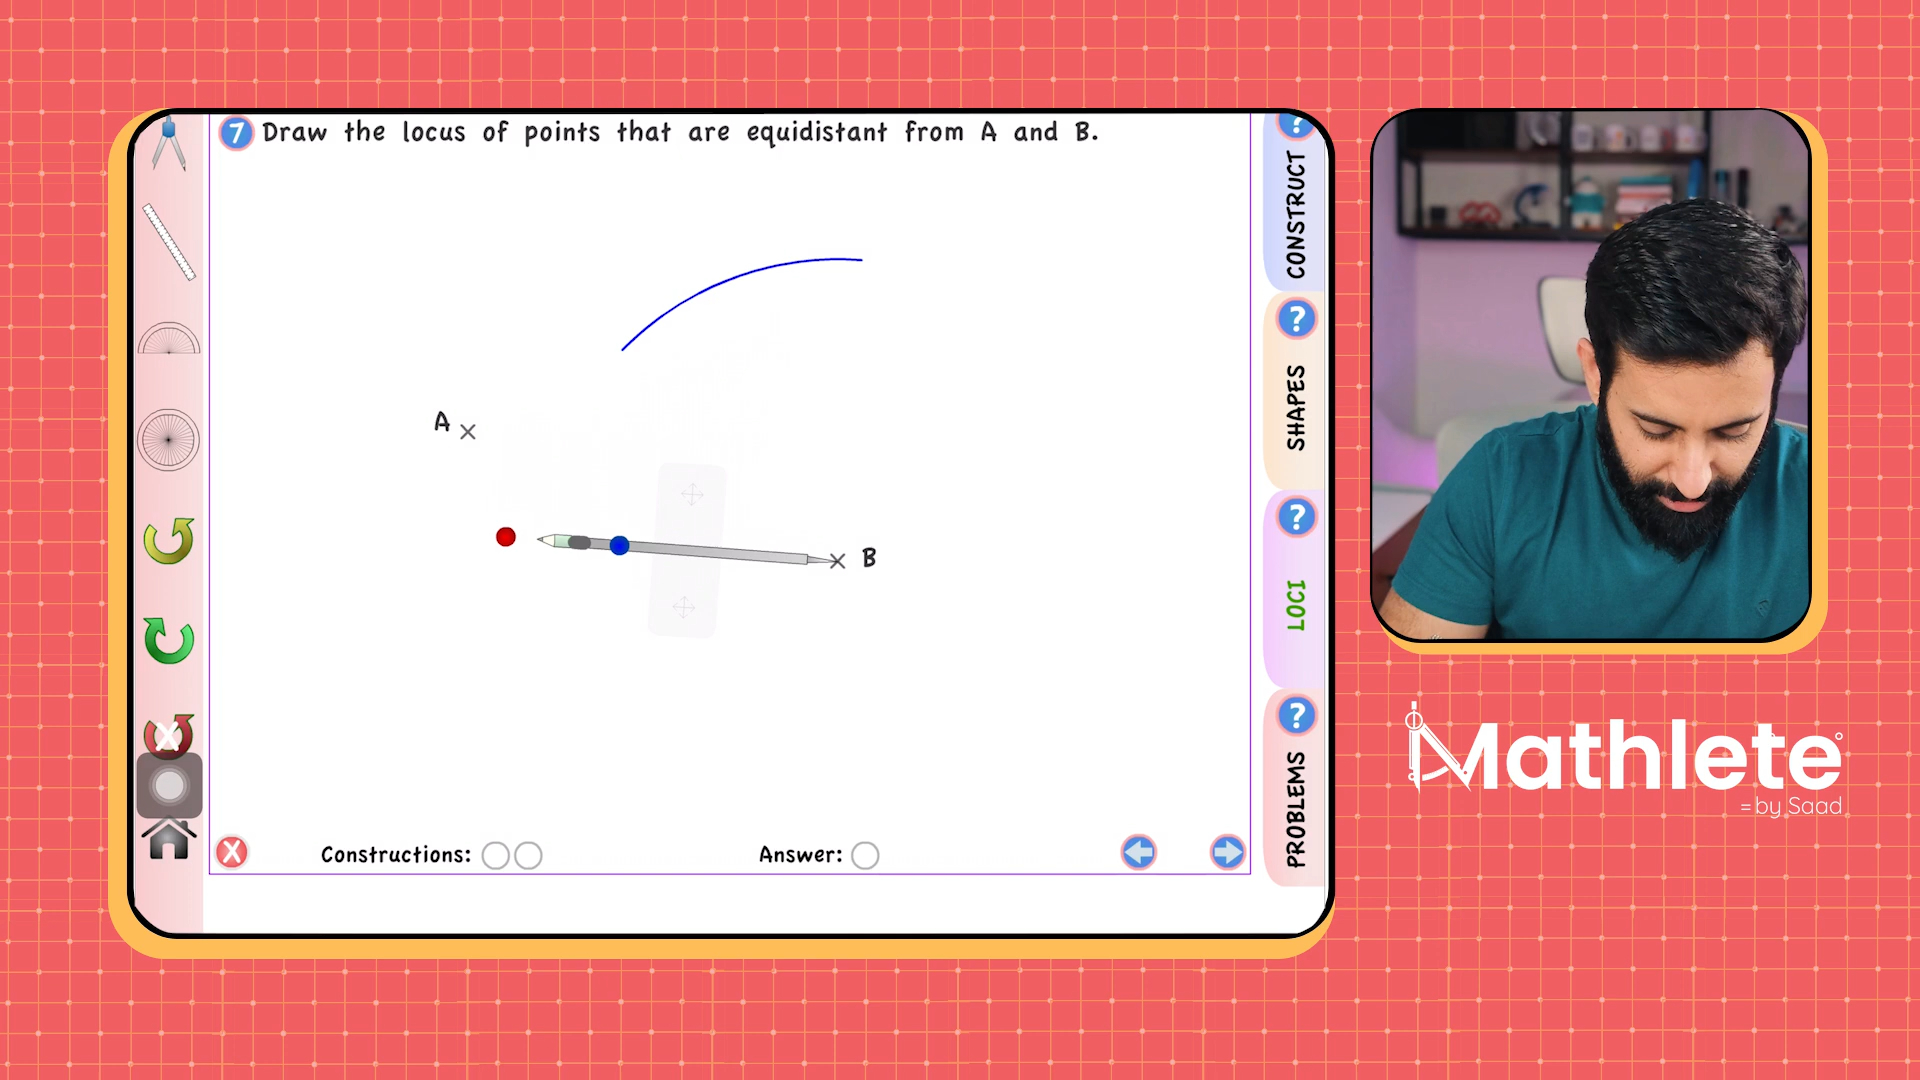 7 Draw the locus of points that are equidistant from A and B.
A
B
Constructions:
Answer:
X
? CONSTRUCT
? SHAPES
? LOCI
? PROBLEMS
Mathlete
= by Saad